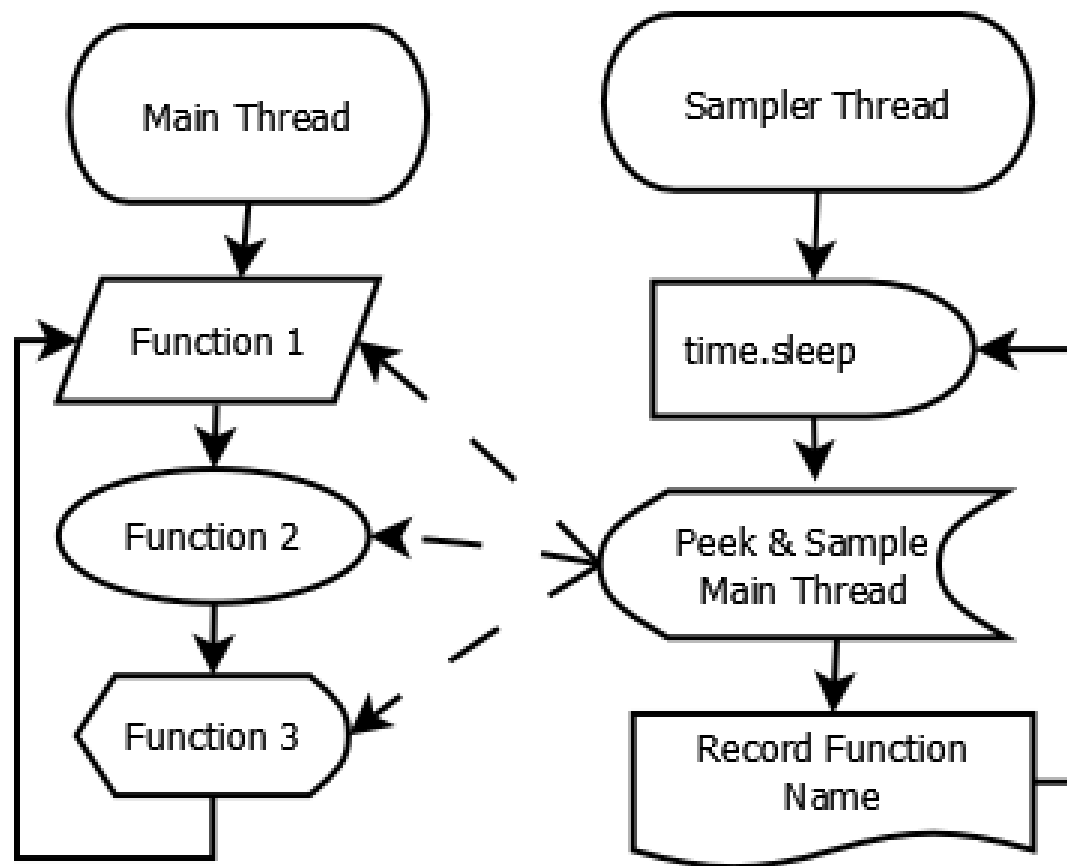 Main Thread
Function 1
Function 2
Function 3
Sampler Thread
time.sleep
Peek & Sample
Main Thread
Record Function
Name